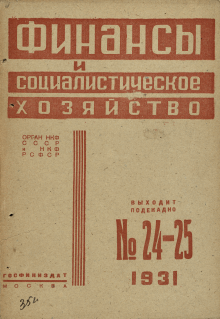 ФИНАНСЫ
И
СОЦИАЛИСТИЧЕСКОЕ
ХОЗЯЙСТВО
ОРГАН НКФ
СССР
и НКФ
РСФСР
ВЫХОДИТ
ПОДЕКАДНО
№ 24-25
1931
ГОСФИНИЗДАТ
МОСКВА